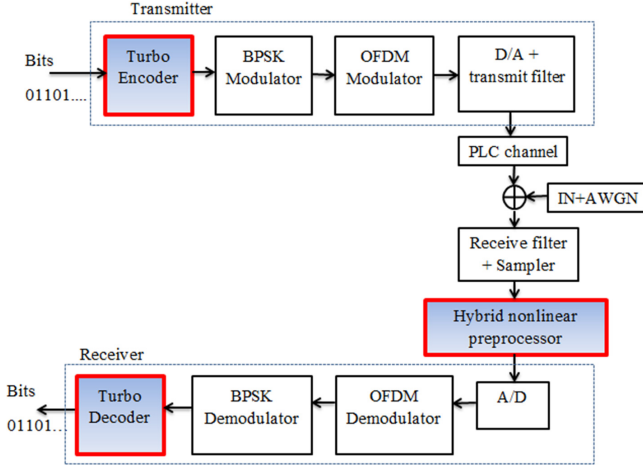 Transmitter
Bits
01101....
Turbo
Encoder
BPSK
Modulator
OFDM
Modulator
D/A +
transmit filter
PLC channel
IN+AWGN
Receive filter
+ Sampler
Hybrid nonlinear
preprocessor
Receiver
Bits
01101...
Turbo
Decoder
BPSK
Demodulator
OFDM
Demodulator
A/D